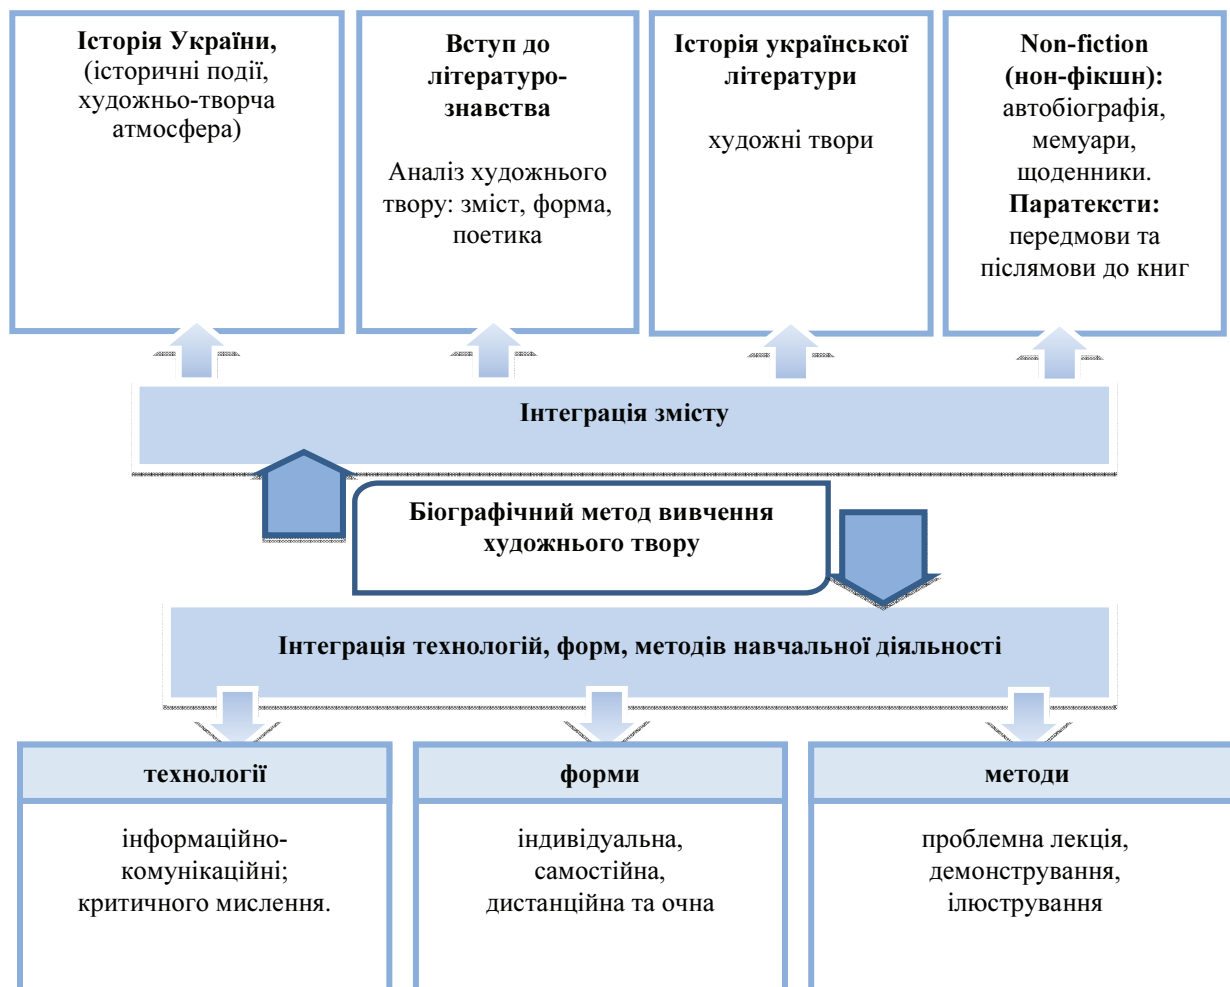 Історія України,
(історичні події,
художньо-творча
атмосфера)
Вступ до
літературо-
знавства
Аналіз художнього
твору: зміст, форма,
поетика
Історія української
літератури
художні твори
Non-fiction
(нон-фікшн):
автобіографія,
мемуари,
щоденники.
Паратексти:
передмови та
післямови до книг
Інтеграція змісту
Біографічний метод вивчення
художнього твору
Інтеграція технологій, форм, методів навчальної діяльності
технології
інформаційно-
комунікаційні;
критичного мислення.
форми
індивідуальна,
самостійна,
дистанційна та очна
методи
проблемна лекція,
демонстрування,
ілюстрування